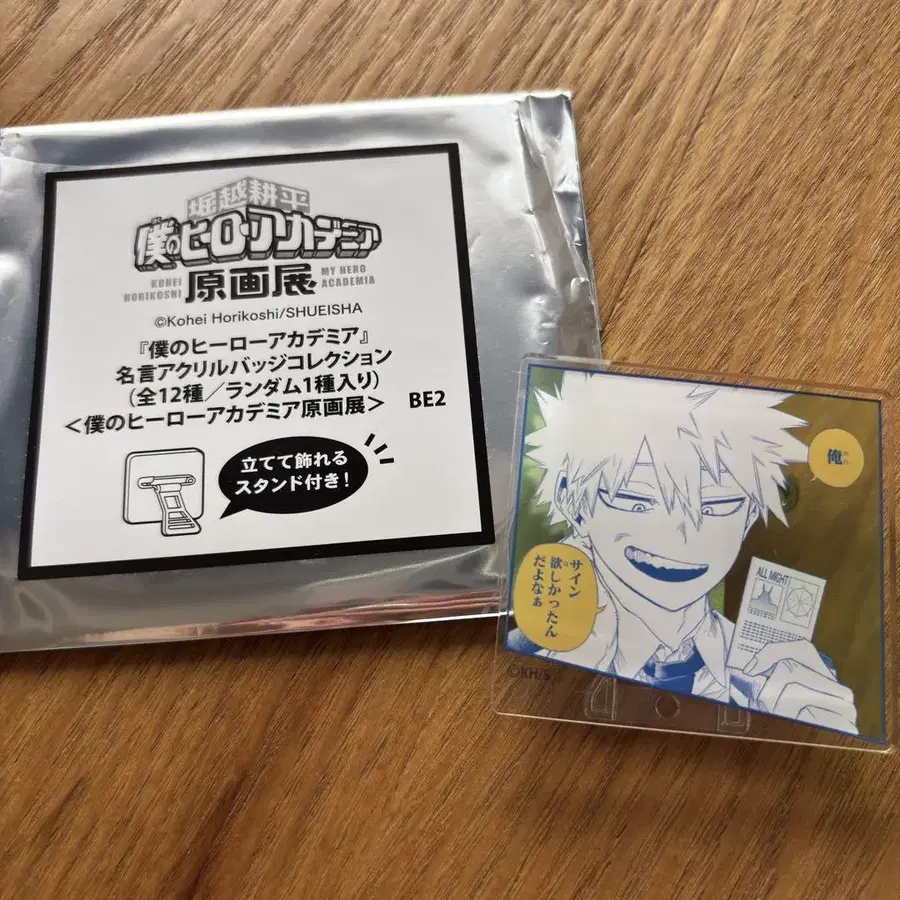 堀越耕平
僕のヒーローアカデミア
KOHEI
HORIKOSHI
原画展
MY HERO
ACADEMIA
©Kohei Horikoshi/SHUEISHA
『僕のヒーローアカデミア』
名言アクリルバッジコレクション
(全12種/ランダム1種入り)
<僕のヒーローアカデミア原画展>
BE2
立てて飾れる
スタンド付き!
俺
サイン
欲しかったん
だよなぁ
ALL MIGHT
©KH/S